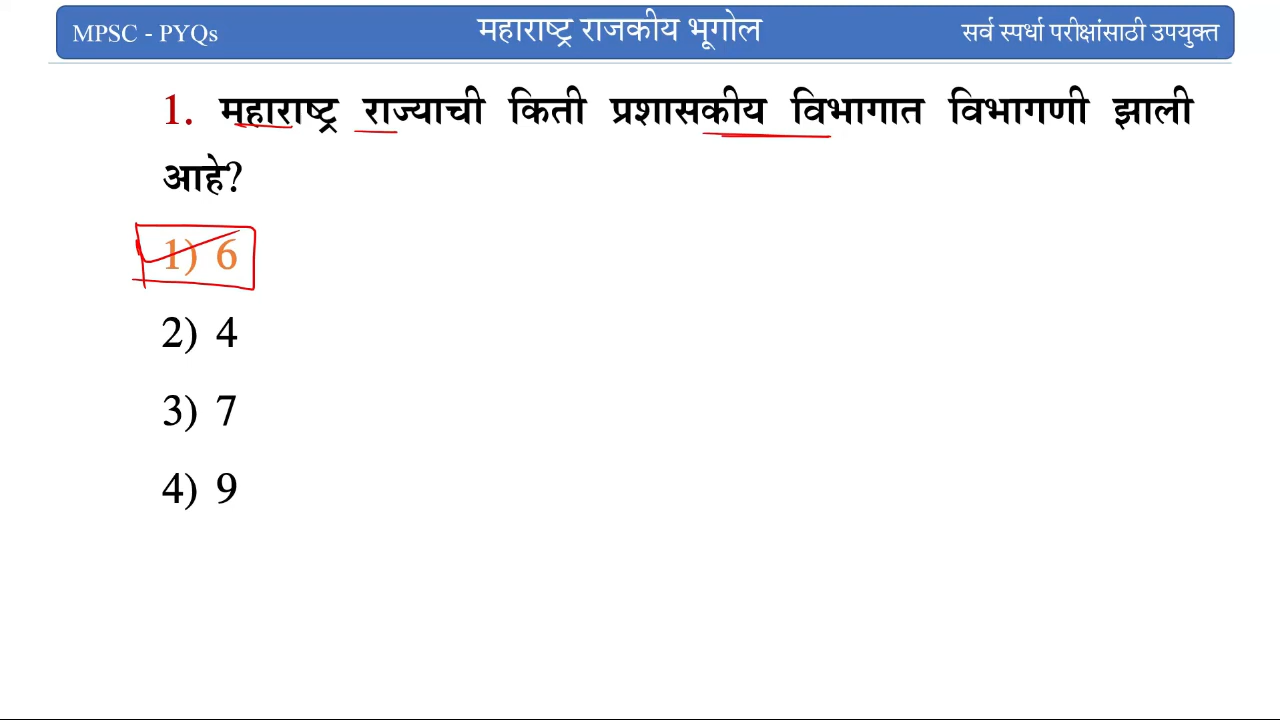 MPSC - PYQs
महाराष्ट्र राजकीय भूगोल
सर्व स्पर्धा परीक्षांसाठी उपयुक्त
1. महाराष्ट्र राज्याची किती प्रशासकीय विभागात विभागणी झाली
आहे?
1) 6
2) 4
3) 7
4) 9